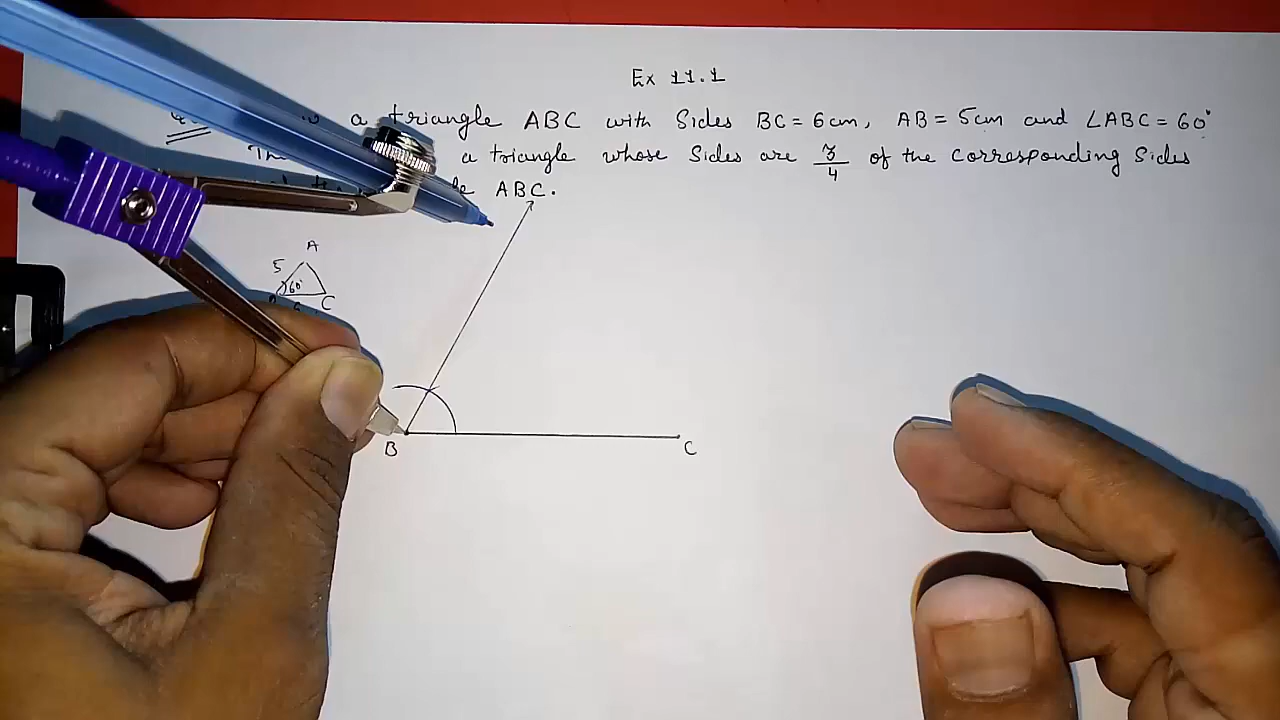 Ex 11.1
a triangle ABC with Sides BC = 6cm, AB = 5cm and ∠ABC = 60°
a triangle whose Sides are 3/4 of the corresponding Sides
ABC.
A
5
60°
C
B
C